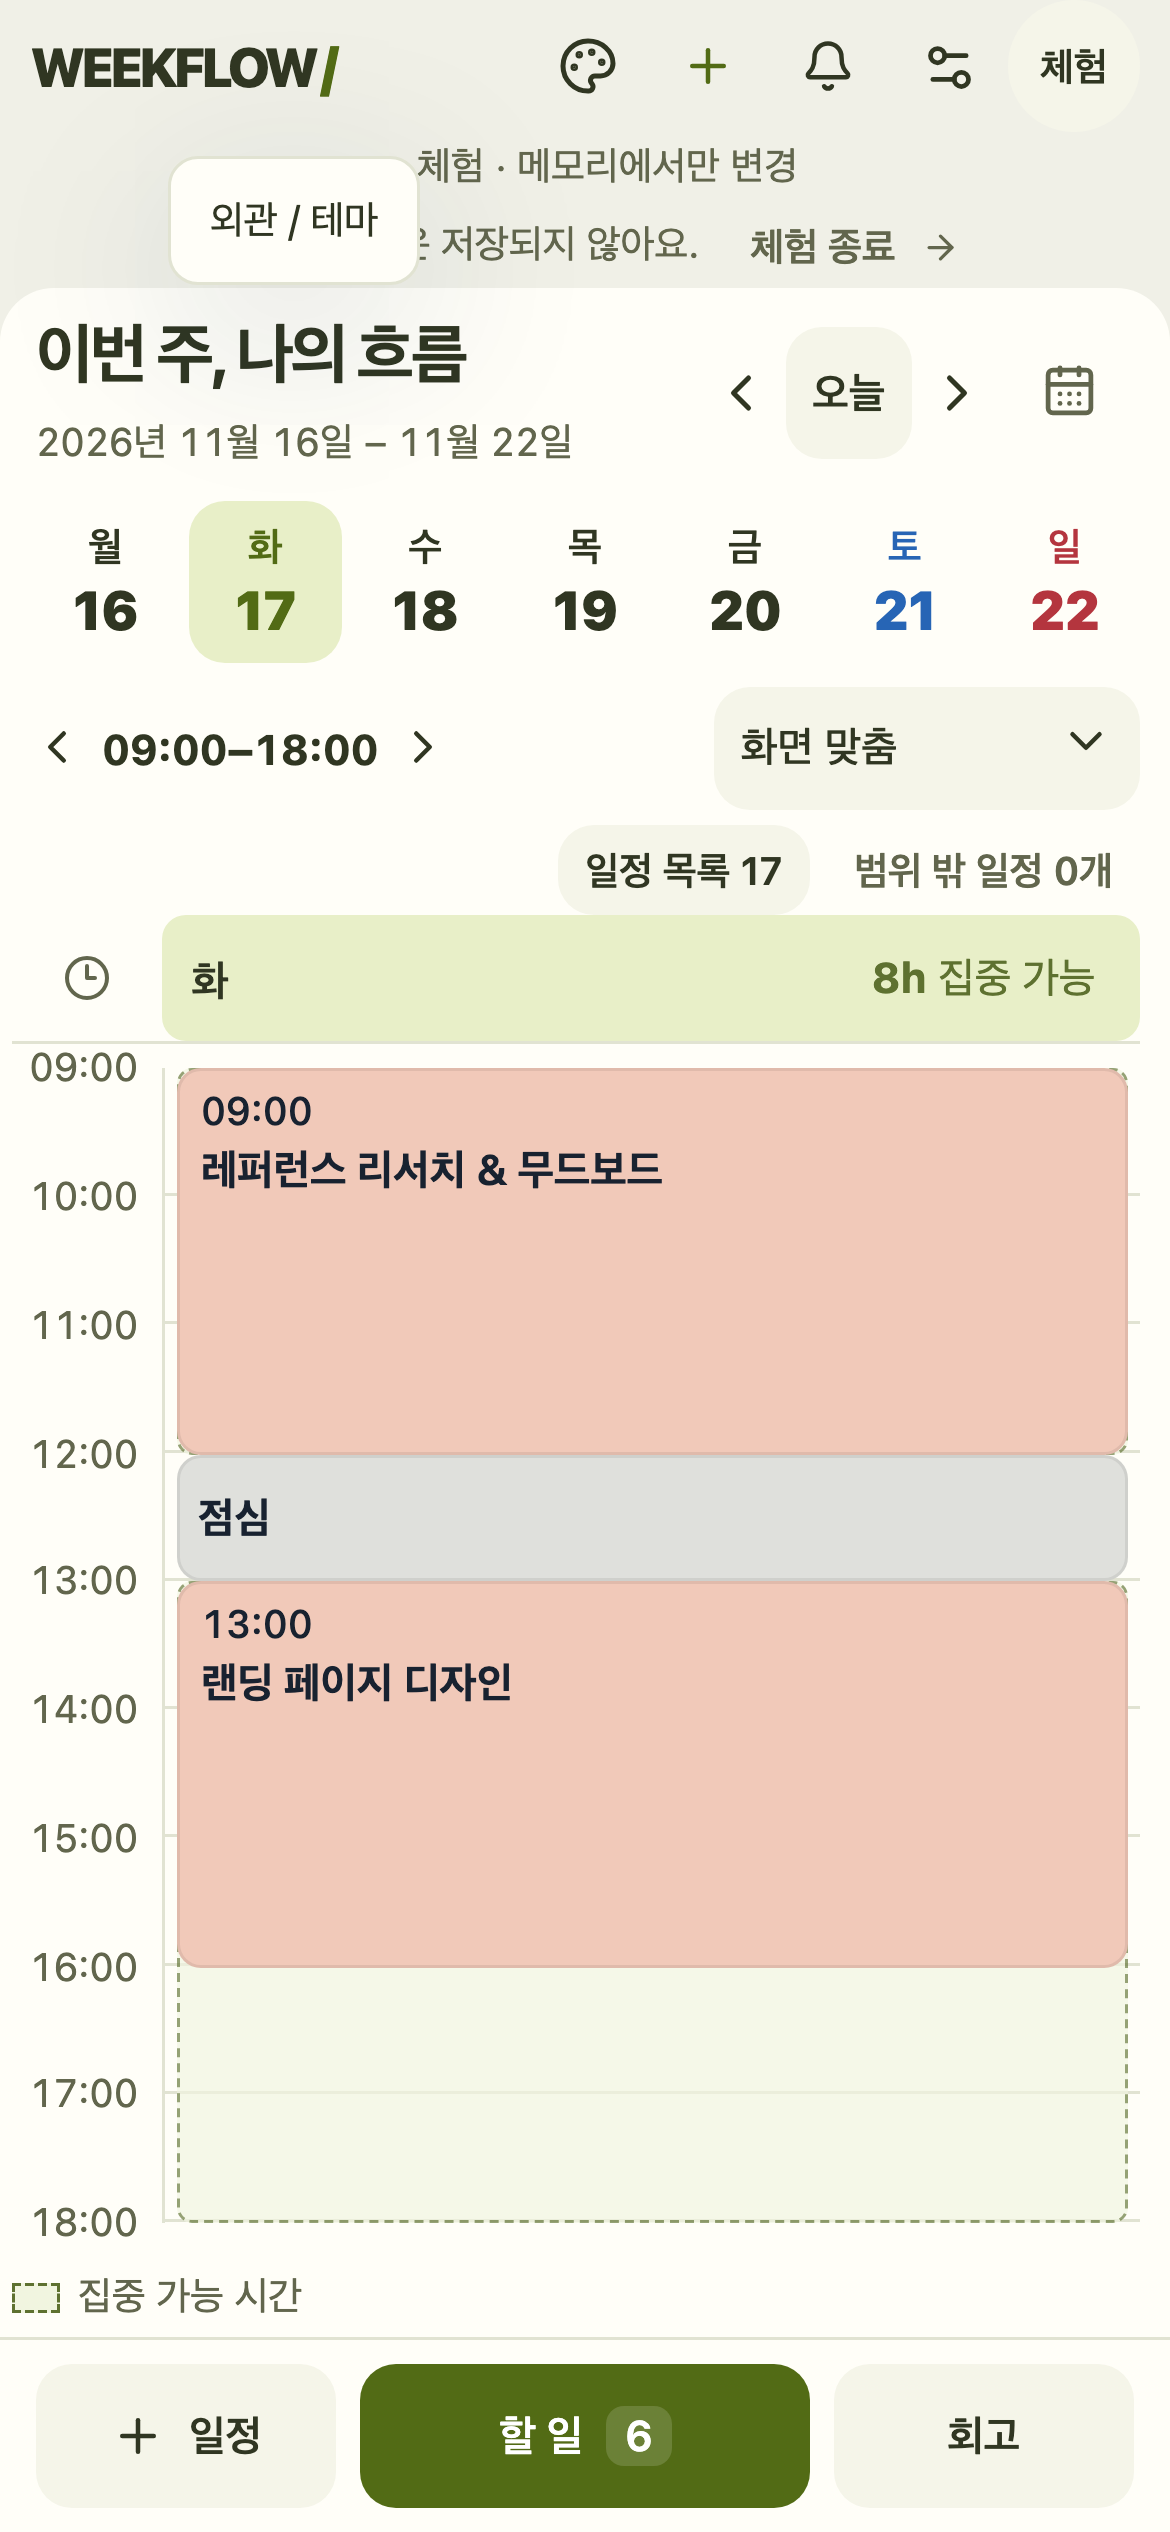 WEEKFLOW/
체험
체험 · 메모리에서만 변경
외관 / 테마
저장되지 않아요. 체험 종료 →
이번 주, 나의 흐름
오늘
2026년 11월 16일 – 11월 22일
월 화 수 목 금 토 일
16 17 18 19 20 21 22
09:00–18:00
화면 맞춤
일정 목록 17 범위 밖 일정 0개
화 8h 집중 가능
09:00
09:00
레퍼런스 리서치 & 무드보드
10:00
11:00
12:00
점심
13:00
13:00
랜딩 페이지 디자인
14:00
15:00
16:00
17:00
18:00
집중 가능 시간
+ 일정 할 일 6 회고